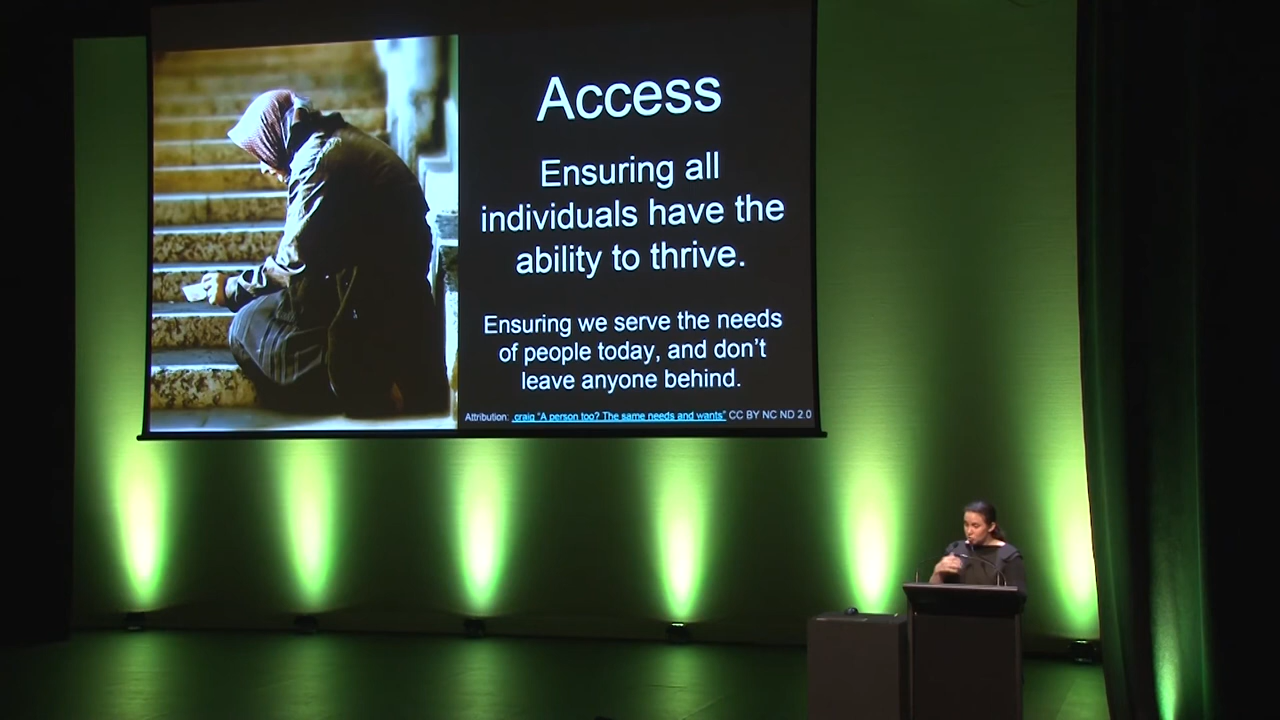 Access
Ensuring all
individuals have the
ability to thrive.
Ensuring we serve the needs
of people today, and don't
leave anyone behind.
Attribution: .craig "A person too? The same needs and wants" CC BY NC ND 2.0